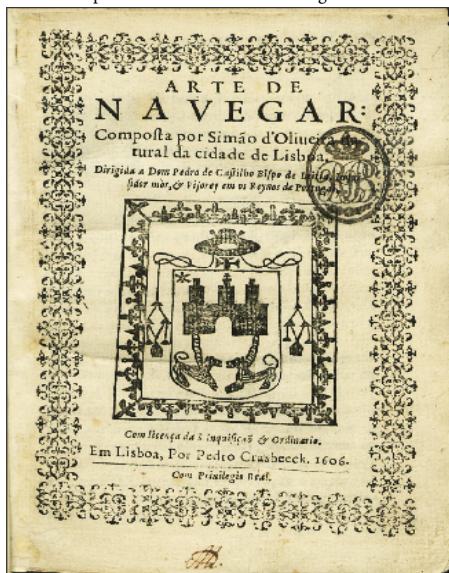 ARTE DE
NAVEGAR:
Composta por Simão d'Oliueira
tural da cidade de Lisboa.
Dirigida a Dom Pedro de Castilho Bispo de
sidor mòr, & Visorey em os Reynos de
Com licença da S. Inquisição & Ordinario.
Em Lisboa, Por Pedro Crasbeeck. 1606.
Com Priuilegio Real.